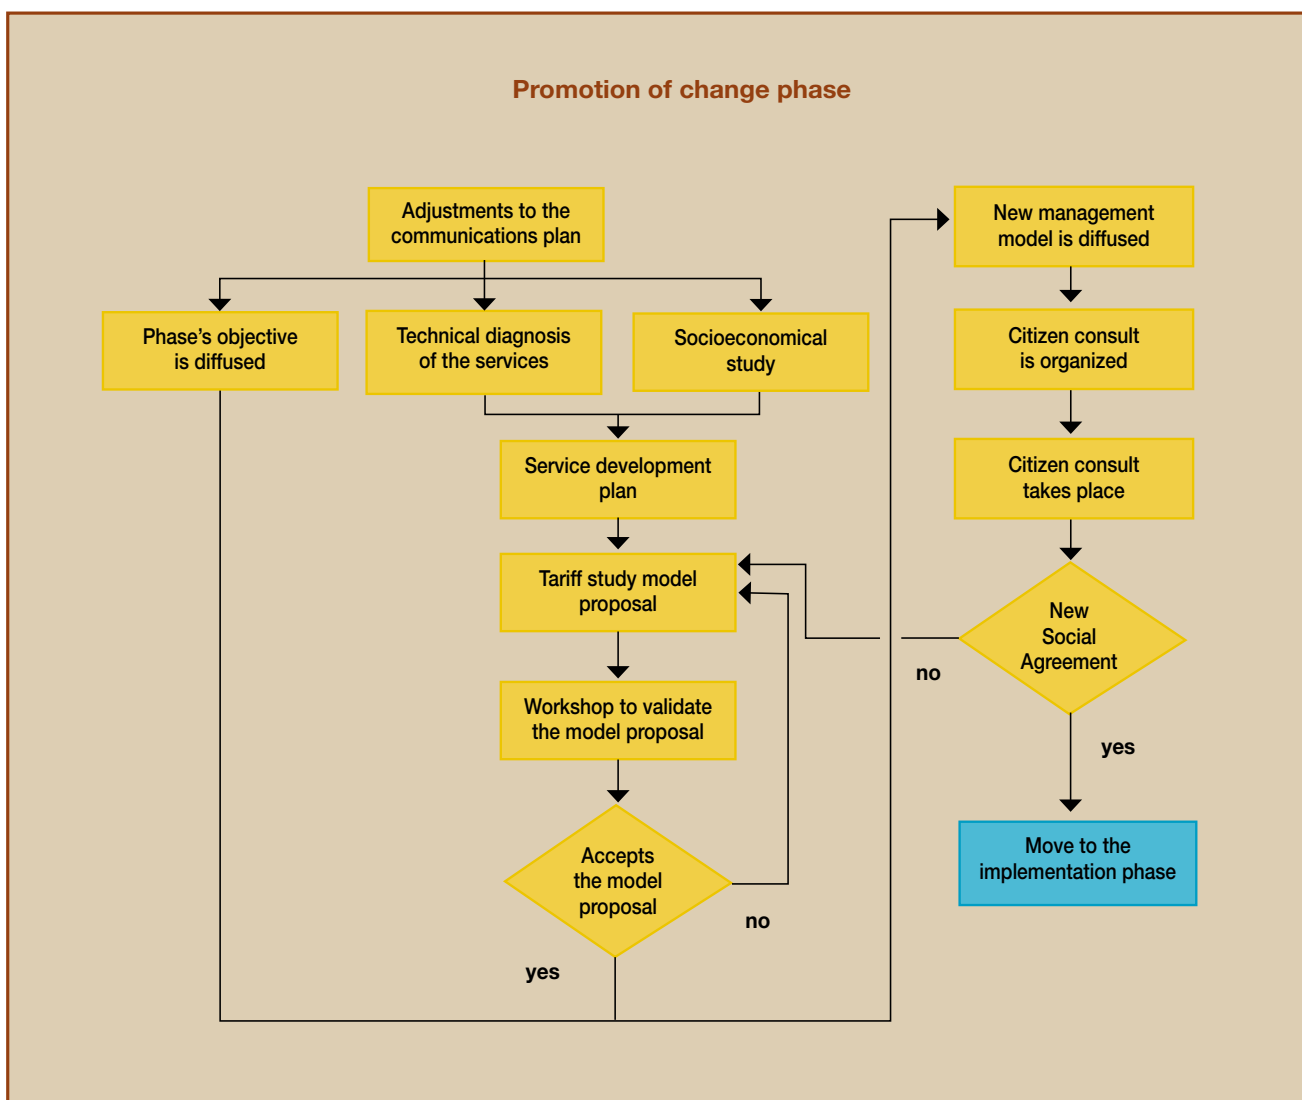 Promotion of change phase
Adjustments to the
communications plan
Phase's objective
is diffused
Technical diagnosis
of the services
Socioeconomical
study
Service development
plan
Tariff study model
proposal
Workshop to validate
the model proposal
Accepts
the model
proposal
no
yes
New management
model is diffused
Citizen consult
is organized
Citizen consult
takes place
New
Social
Agreement
no
yes
Move to the
implementation phase